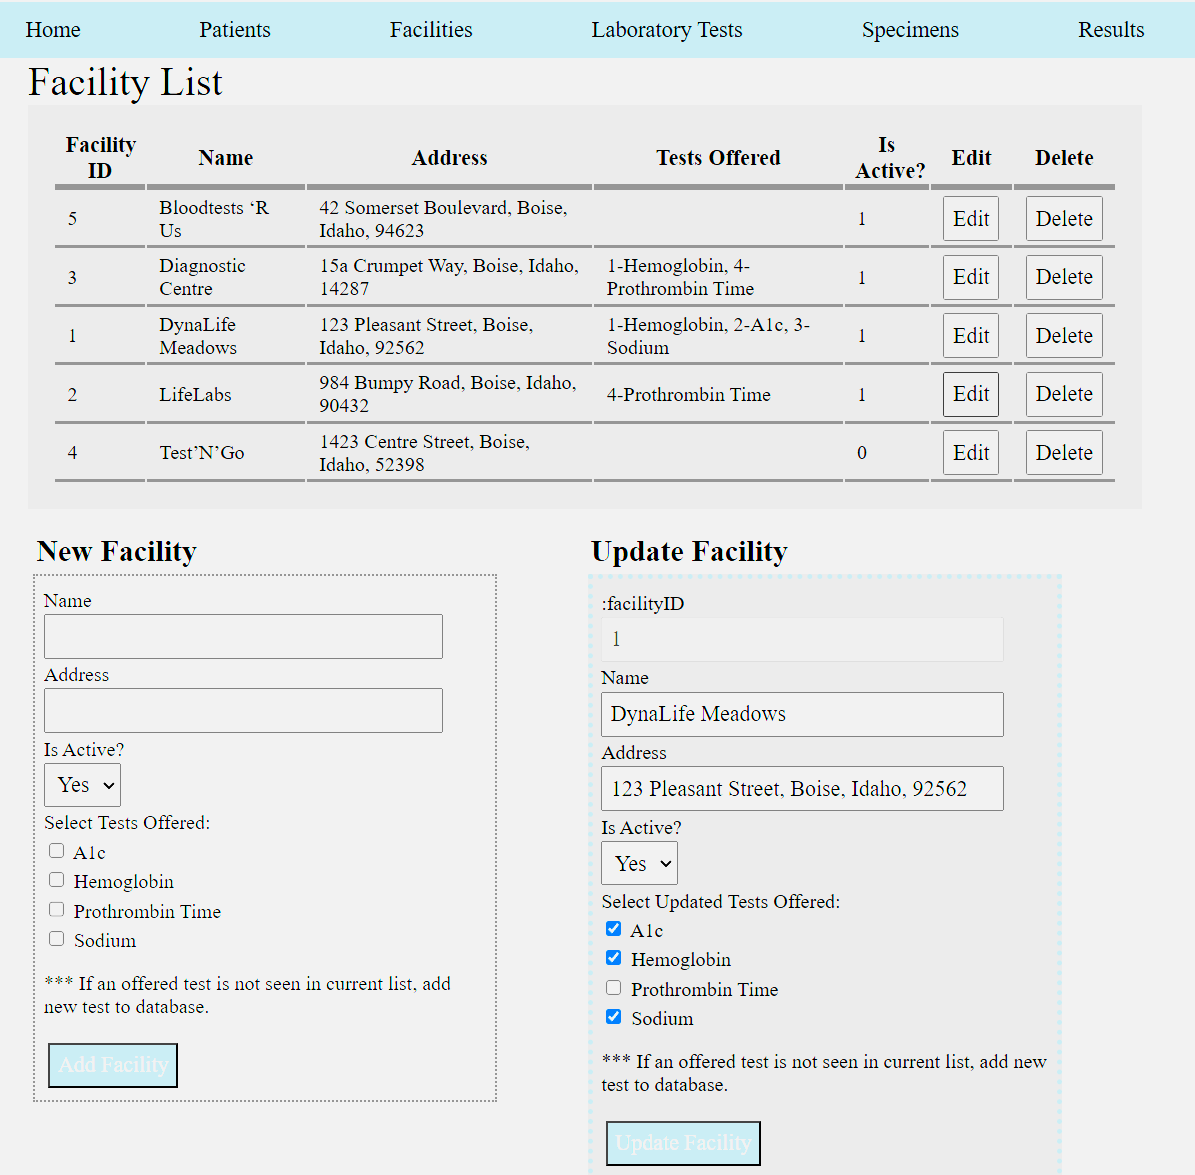 Home Patients Facilities Laboratory Tests Specimens Results
Facility List
Facility ID Name Address Tests Offered Is Active? Edit Delete
5 Bloodtests ‘R Us 42 Somerset Boulevard, Boise, Idaho, 94623 1 Edit Delete
3 Diagnostic Centre 15a Crumpet Way, Boise, Idaho, 14287 1-Hemoglobin, 4-Prothrombin Time 1 Edit Delete
1 DynaLife Meadows 123 Pleasant Street, Boise, Idaho, 92562 1-Hemoglobin, 2-A1c, 3-Sodium 1 Edit Delete
2 LifeLabs 984 Bumpy Road, Boise, Idaho, 90432 4-Prothrombin Time 1 Edit Delete
4 Test’N’Go 1423 Centre Street, Boise, Idaho, 52398 0 Edit Delete
New Facility
Name
Address
Is Active?
Yes
Select Tests Offered:
A1c
Hemoglobin
Prothrombin Time
Sodium
*** If an offered test is not seen in current list, add
new test to database.
Add Facility
Update Facility
:facilityID
1
Name
DynaLife Meadows
Address
123 Pleasant Street, Boise, Idaho, 92562
Is Active?
Yes
Select Updated Tests Offered:
A1c
Hemoglobin
Prothrombin Time
Sodium
*** If an offered test is not seen in current list, add new
test to database.
Update Facility